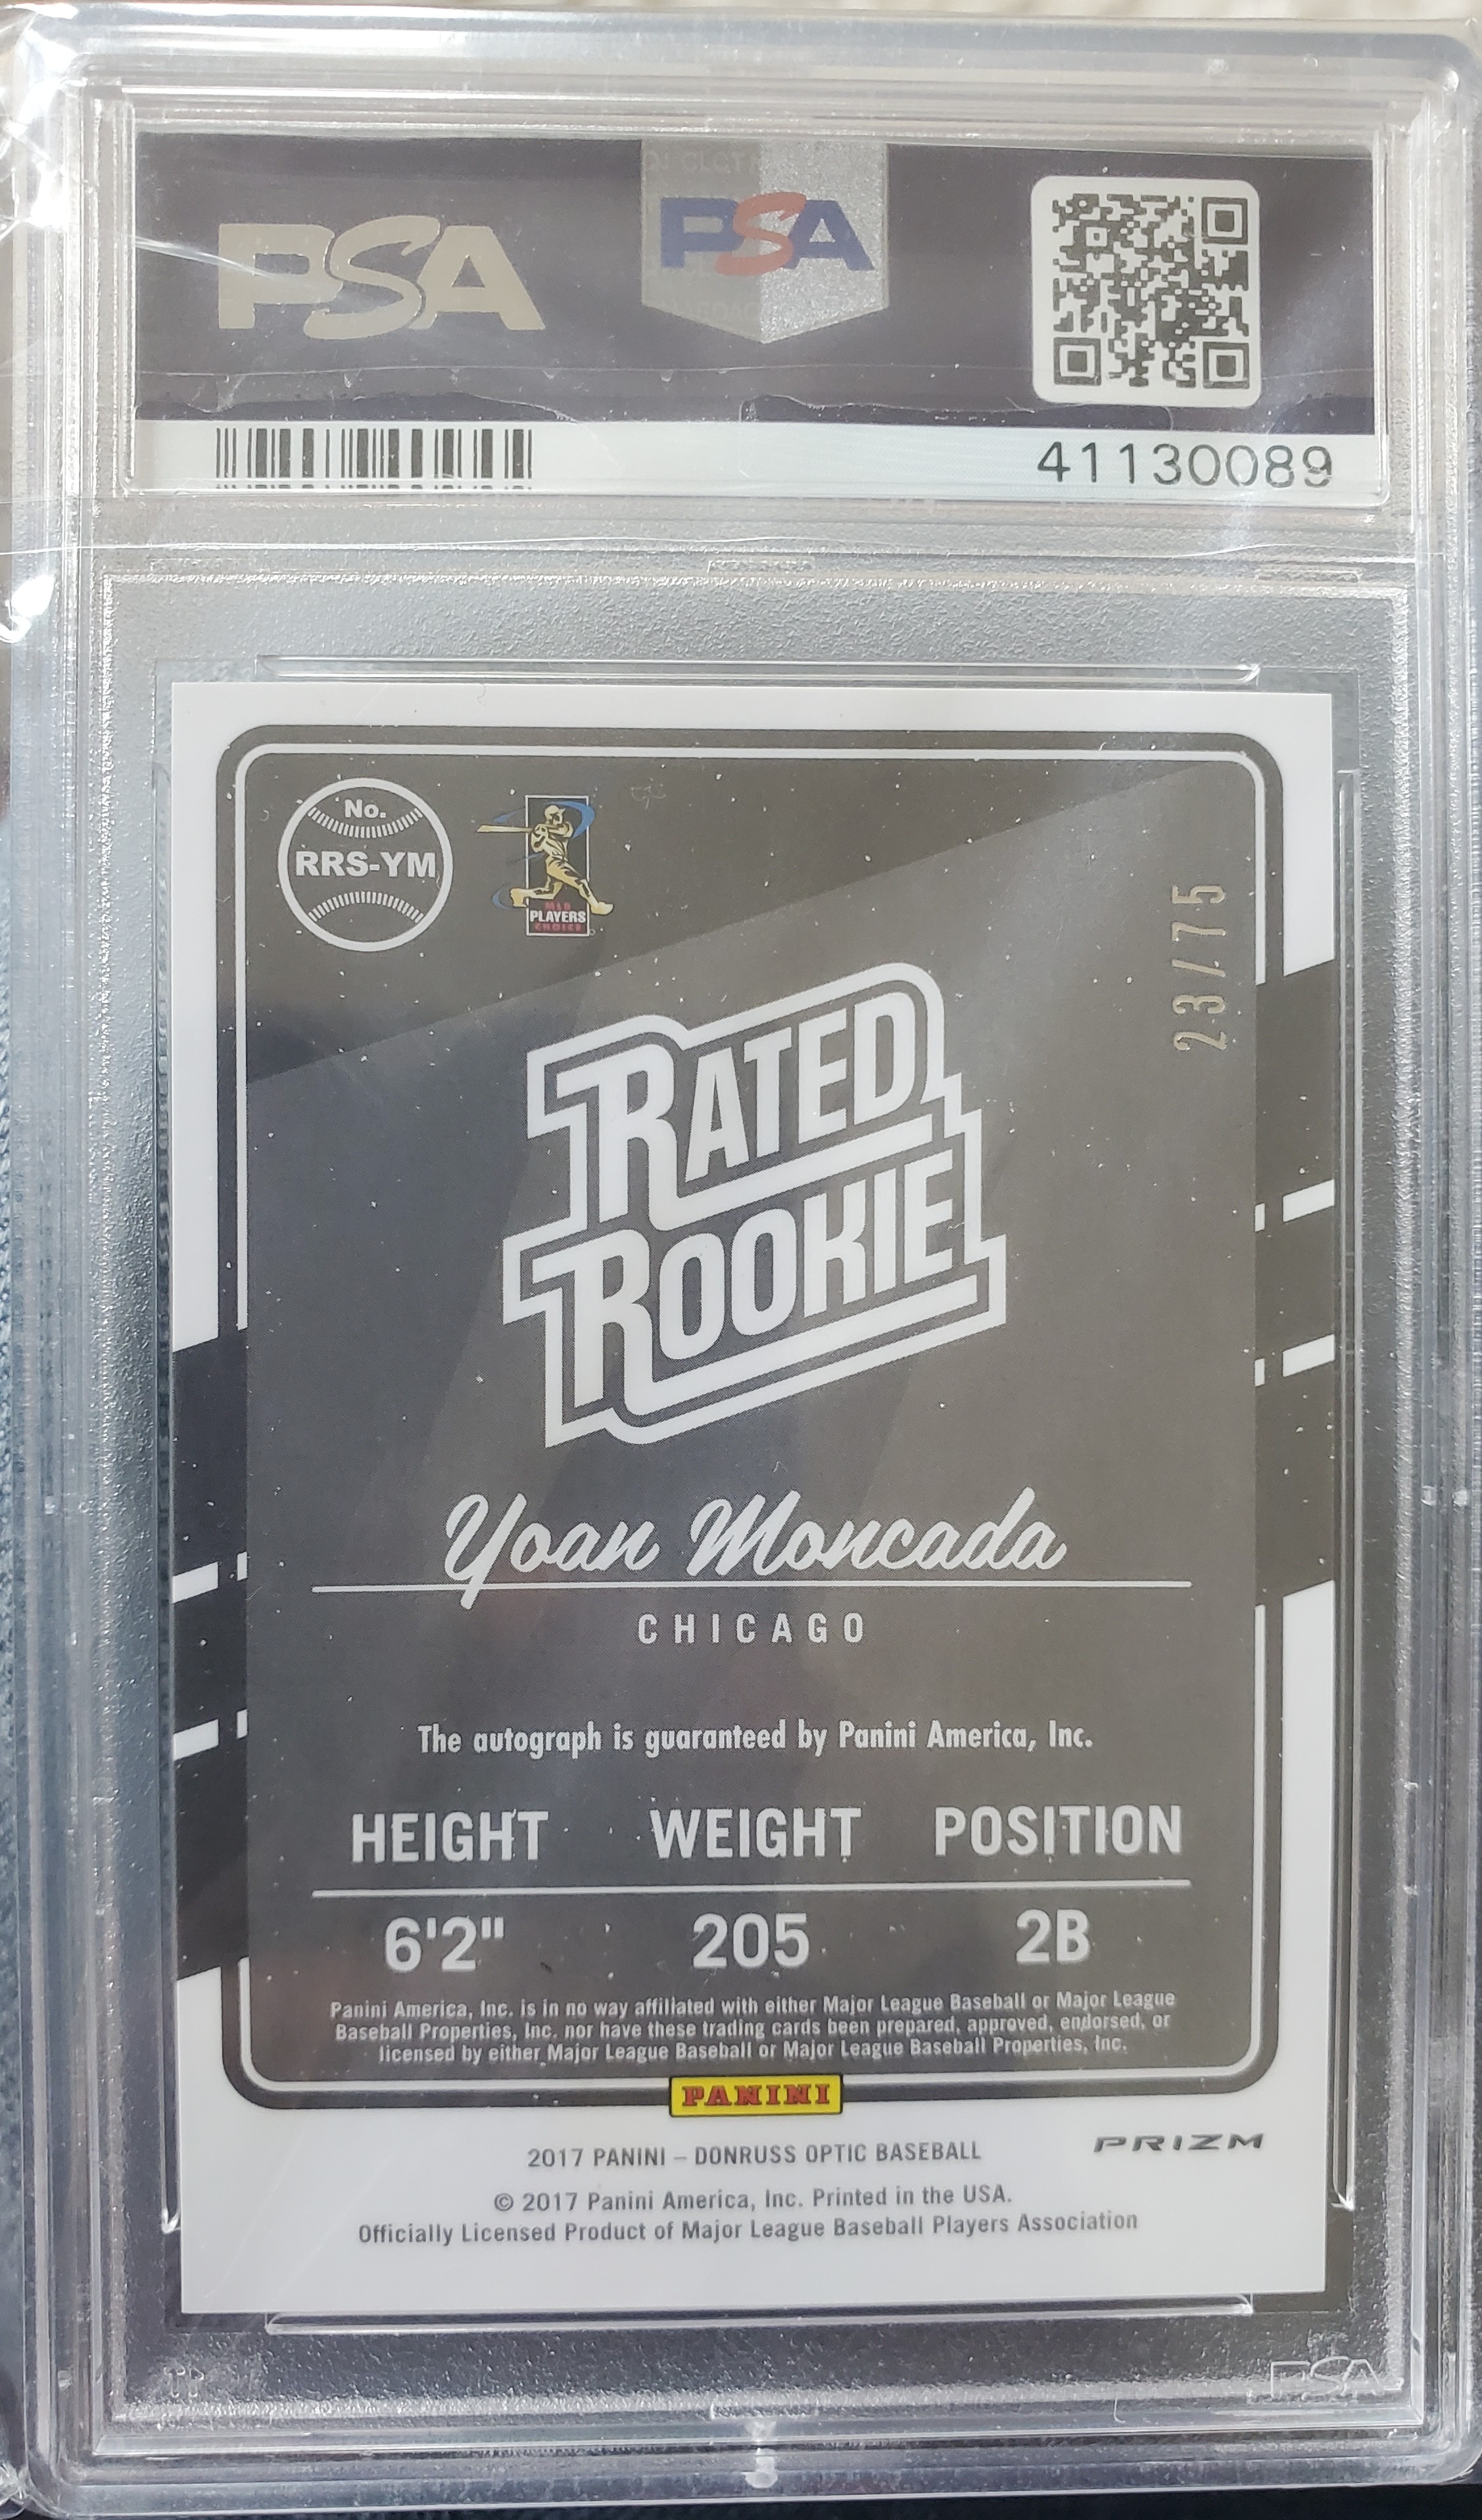 PSA
PSA
41130089
No.
RRS-YM
MLB
PLAYERS
CHOICE
23/75
RATED
ROOKIE
Yoan Moncada
CHICAGO
The autograph is guaranteed by Panini America, Inc.
HEIGHT WEIGHT POSITION
6'2" 205 2B
Panini America, Inc. is in no way affiliated with either Major League Baseball or Major League
Baseball Properties, Inc. nor have these trading cards been prepared, approved, endorsed, or
licensed by either Major League Baseball or Major League Baseball Properties, Inc.
PANINI
PRIZM
2017 PANINI – DONRUSS OPTIC BASEBALL
© 2017 Panini America, Inc. Printed in the USA.
Officially Licensed Product of Major League Baseball Players Association
PSA